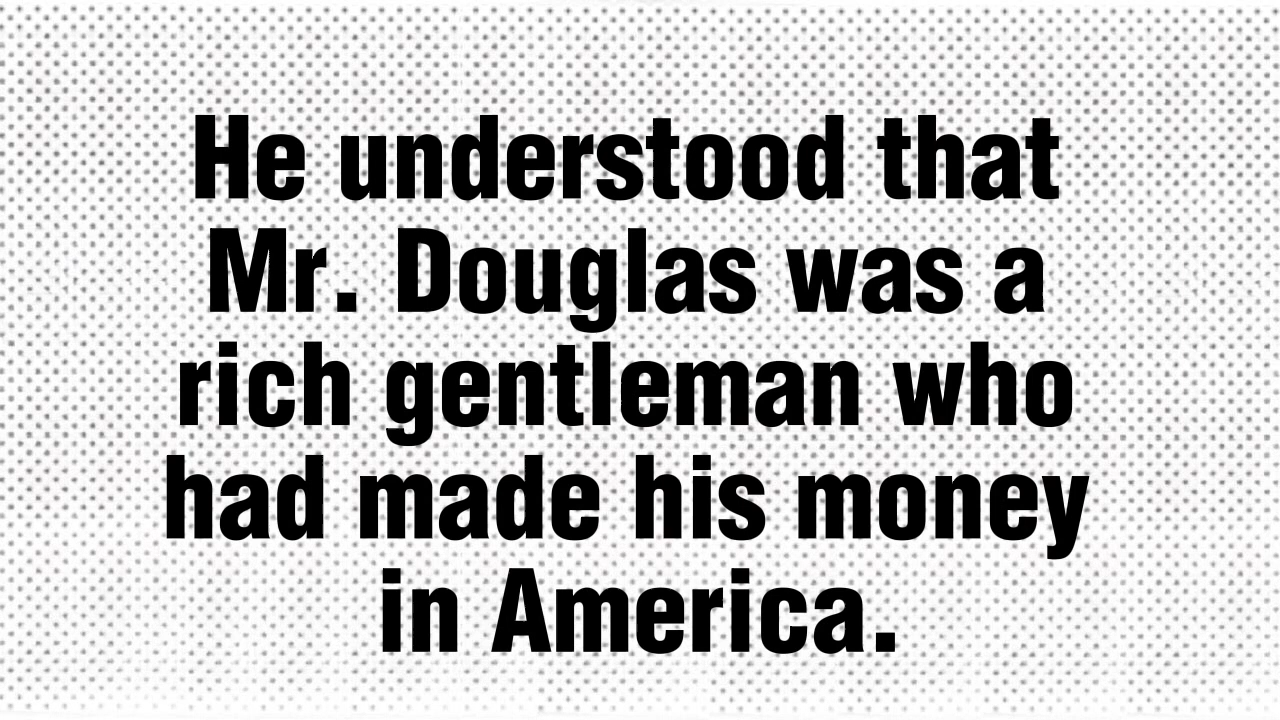 He understood that
Mr. Douglas was a
rich gentleman who
had made his money
in America.